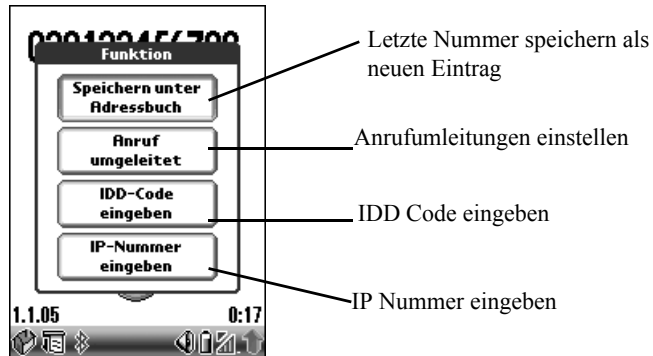 Funktion
Speichern unter
Adressbuch
Anruf
umgeleitet
IDD-Code
eingeben
IP-Nummer
eingeben
1.1.05 0:17
Letzte Nummer speichern als
neuen Eintrag
Anrufumleitungen einstellen
IDD Code eingeben
IP Nummer eingeben